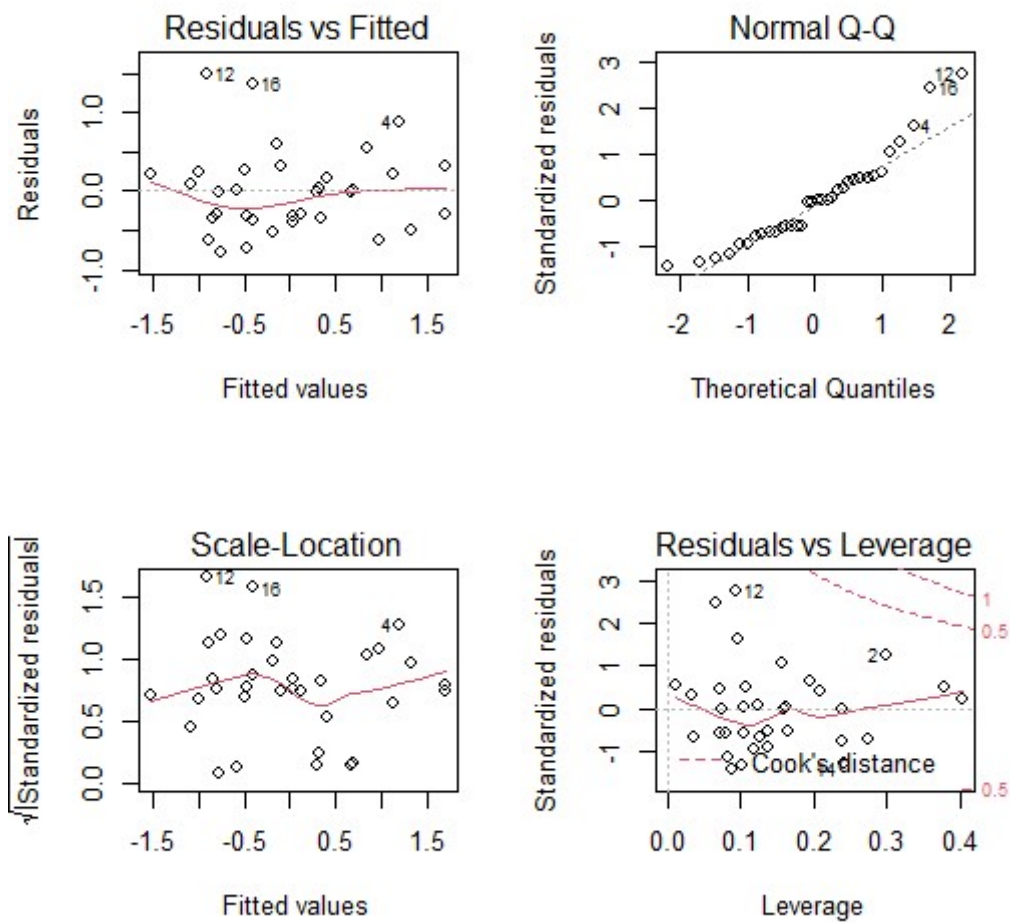 Residuals vs Fitted
Residuals
1.0
0.0
-1.0
12
16
4
-1.5 -0.5 0.5 1.5
Fitted values
Normal Q-Q
Standardized residuals
3
2
1
0
-1
12
16
4
-2 -1 0 1 2
Theoretical Quantiles
Scale-Location
√|Standardized residuals|
1.5
1.0
0.5
0.0
12
16
4
-1.5 -0.5 0.5 1.5
Fitted values
Residuals vs Leverage
Standardized residuals
3
2
1
0
-1
12
2
14
1
0.5
0.5
Cook's distance
0.0 0.1 0.2 0.3 0.4
Leverage